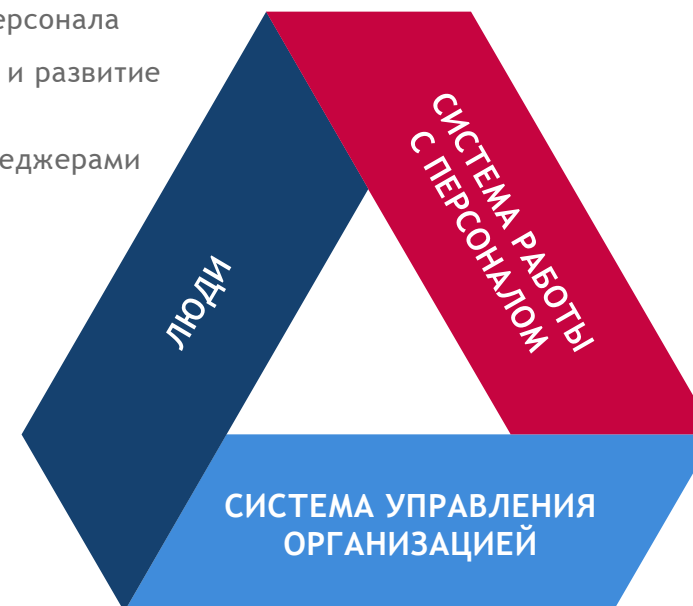 ерсонала
и развитие
еджерами
ЛЮДИ
СИСТЕМА РАБОТЫ
С ПЕРСОНАЛОМ
СИСТЕМА УПРАВЛЕНИЯ
ОРГАНИЗАЦИЕЙ